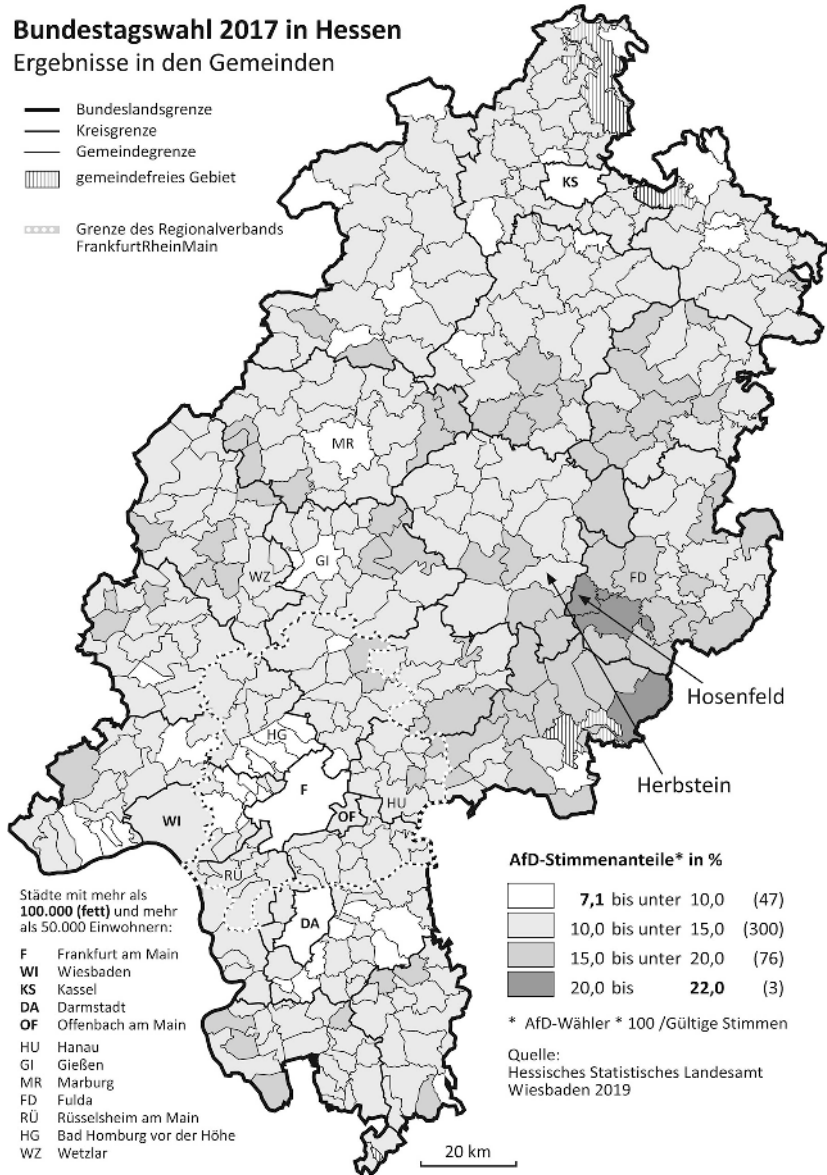 Bundestagswahl 2017 in Hessen
Ergebnisse in den Gemeinden
Bundeslandsgrenze
Kreisgrenze
Gemeindegrenze
gemeindefreies Gebiet
Grenze des Regionalverbands
FrankfurtRheinMain
KS
MR
GI
WZ
FD
Hosenfeld
Herbstein
HG
F
HU
OF
WI
RÜ
DA
Städte mit mehr als
100.000 (fett) und mehr
als 50.000 Einwohnern:
F Frankfurt am Main
WI Wiesbaden
KS Kassel
DA Darmstadt
OF Offenbach am Main
HU Hanau
GI Gießen
MR Marburg
FD Fulda
RÜ Rüsselsheim am Main
HG Bad Homburg vor der Höhe
WZ Wetzlar
AfD-Stimmenanteile* in %
7,1 bis unter 10,0 (47)
10,0 bis unter 15,0 (300)
15,0 bis unter 20,0 (76)
20,0 bis 22,0 (3)
* AfD-Wähler * 100 /Gültige Stimmen
Quelle:
Hessisches Statistisches Landesamt
Wiesbaden 2019
20 km